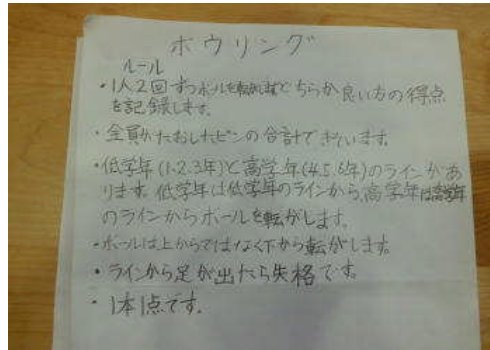 ボウリング
ルール
・1人2回ずつボールを転がしますどちらか良い方の得点
を記録します。
・全員がたおしたピンの合計できそいます。
・低学年(1.2.3年)と高学年(4.5.6年)のラインがあ
ります。低学年は低学年のラインから、高学年は高学年
のラインからボールを転がします。
・ボールは上からではなく下から転がします。
・ラインから足が出たら失格です。
・1本1点です。